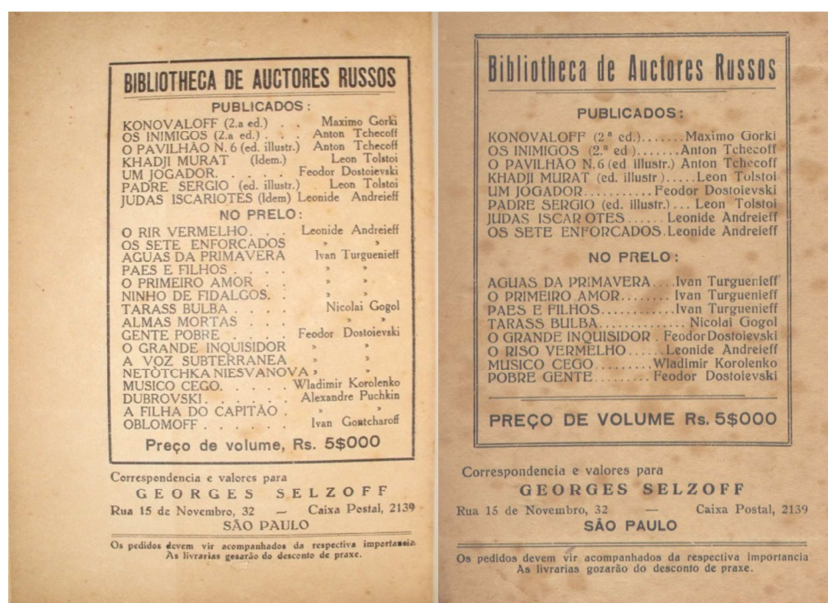 BIBLIOTHECA DE AUCTORES RUSSOS
PUBLICADOS:
KONOVALOFF (2.a ed.) . . Maximo Gorki
OS INIMIGOS (2.a ed.) . . . Anton Tchecoff
O PAVILHÃO N. 6 (ed. illustr.) Anton Tchecoff
KHADJI MURAT (Idem.) Leon Tolstoi
UM JOGADOR. . . . . Feodor Dostoievski
PADRE SERGIO (ed. illustr.) Leon Tolstoi
JUDAS ISCARIOTES (Idem) Leonide Andreieff
NO PRELO:
O RIR VERMELHO. . . Leonide Andreieff
OS SETE ENFORCADOS » »
AGUAS DA PRIMAVERA Ivan Turguenieff
PAES E FILHOS . . . . » »
O PRIMEIRO AMOR . . » »
NINHO DE FIDALGOS. . » »
TARASS BULBA . . . . Nicolai Gogol
ALMAS MORTAS . . . » »
GENTE POBRE . . . . Feodor Dostoievski
O GRANDE INQUISIDOR » »
A VOZ SUBTERRANEA » »
NETÒTCHKA NIESVANOVA » »
MUSICO CEGO. . . . . Wladimir Korolenko
DUBROVSKI. . . . . . Alexandre Puchkin
A FILHA DO CAPITÃO . » »
OBLOMOFF . . . . . Ivan Gontcharoff
Preço de volume, Rs. 5$000
Correspondencia e valores para
GEORGES SELZOFF
Rua 15 de Novembro, 32 — Caixa Postal, 2139
SÃO PAULO
Os pedidos devem vir acompanhados da respectiva importancia
As livrarias gosarão do desconto de praxe.
Bibliotheca de Auctores Russos
PUBLICADOS:
KONOVALOFF (2.ª ed.).......Maximo Gorki
OS INIMIGOS (2.ª ed ).......Anton Tchecoff
O PAVILHÃO N. 6 (ed illustr.) Anton Tchecoff
KHADJI MURAT (ed. illustr).....Leon Tolstoi
UM JOGADOR...........Feodor Dostoievski
PADRE SERGIO (ed. illustr.)... Leon Tolstoi
JUDAS ISCAR OTES ...... Leonide Andreieff
OS SETE ENFORCADOS.Leonide Andreieff
NO PRELO:
AGUAS DA PRIMAVERA....Ivan Turguenieff
O PRIMEIRO AMOR........ Ivan Turguenieff
PAES E FILHOS............Ivan Turguenieff
TARASS BULBA..............Nicolai Gogol
O GRANDE INQUISIDOR . Feodor Dostoievski
O RISO VERMELHO......Leonide Andreieff
MUSICO CEGO.........Wladimir Korolenko
POBRE GENTE.........Feodor Dostoievski
PREÇO DE VOLUME Rs. 5$000
Correspondencia e valores para
GEORGES SELZOFF
Rua 15 de Novembro, 32 — Caixa Postal, 2139
SÃO PAULO
Os pedidos devem vir acompanhados da respectiva importancia
As livrarias gozarão do desconto de praxe.